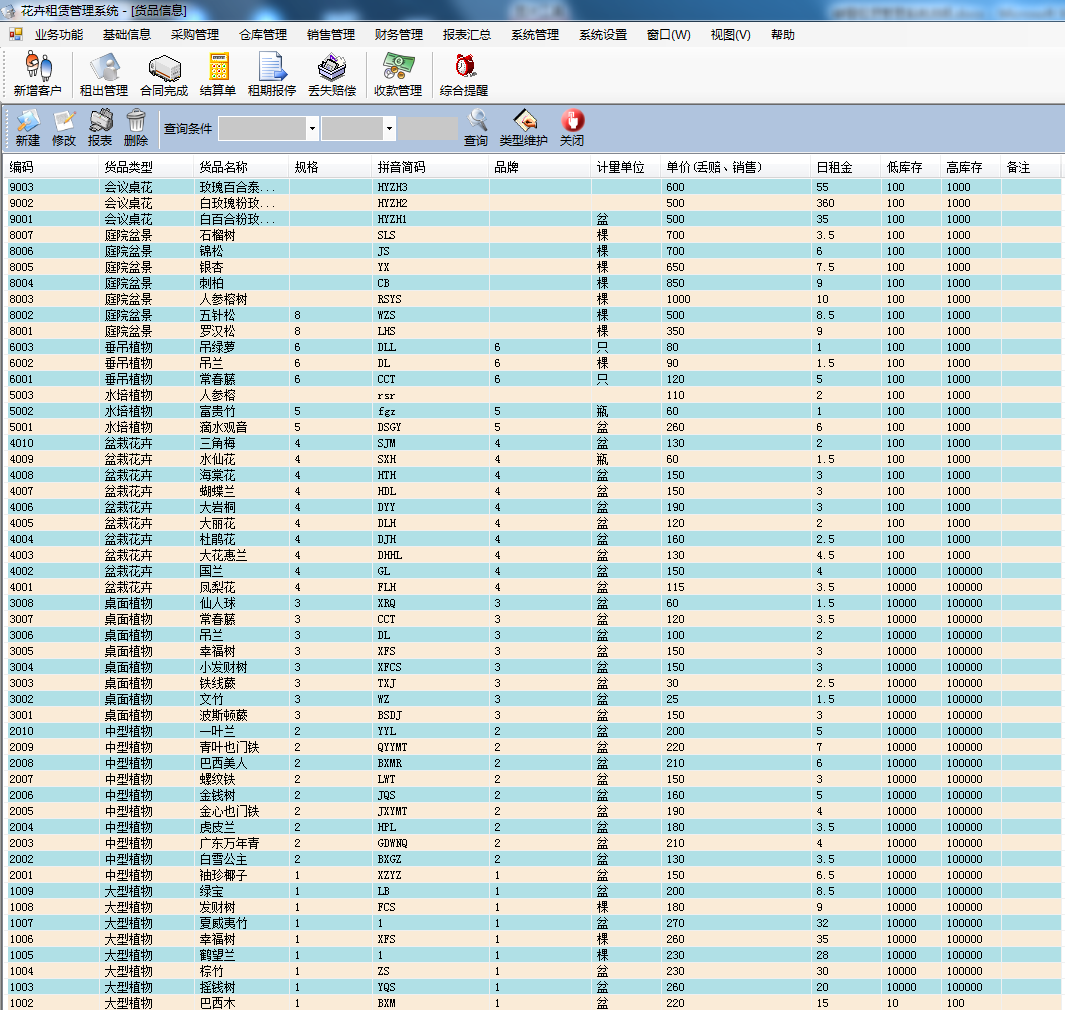 花卉租赁管理系统 - [货品信息]
业务功能 基础信息 采购管理 仓库管理 销售管理 财务管理 报表汇总 系统管理 系统设置 窗口(W) 视图(V) 帮助
新增客户 租出管理 合同完成 结算单 租期报停 丢失赔偿 收款管理 综合提醒
新建 修改 报表 删除 查询条件 查询 类型维护 关闭
编码 货品类型 货品名称 规格 拼音简码 品牌 计量单位 单价(丢赔、销售) 日租金 低库存 高库存 备注
9003 会议桌花 玫瑰百合泰... HYZH3 600 55 100 1000
9002 会议桌花 白玫瑰粉玫... HYZH2 500 360 100 1000
9001 会议桌花 白百合粉玫... HYZH1 盆 500 35 100 1000
8007 庭院盆景 石榴树 SLS 棵 700 3.5 100 1000
8006 庭院盆景 锦松 JS 棵 700 6 100 1000
8005 庭院盆景 银杏 YX 棵 650 7.5 100 1000
8004 庭院盆景 刺柏 CB 棵 850 9 100 1000
8003 庭院盆景 人参榕树 RSYS 棵 1000 10 100 1000
8002 庭院盆景 五针松 8 WZS 棵 500 8.5 100 1000
8001 庭院盆景 罗汉松 8 LHS 棵 350 9 100 1000
6003 垂吊植物 吊绿萝 6 DLL 6 只 80 1 100 1000
6002 垂吊植物 吊兰 6 DL 6 棵 90 1.5 100 1000
6001 垂吊植物 常春藤 6 CCT 6 只 120 5 100 1000
5003 水培植物 人参榕 rsr 110 2 100 1000
5002 水培植物 富贵竹 5 fgz 5 瓶 60 1 100 1000
5001 水培植物 滴水观音 5 DSGY 5 盆 260 6 100 1000
4010 盆栽花卉 三角梅 4 SJM 4 盆 130 2 100 1000
4009 盆栽花卉 水仙花 4 SXH 4 瓶 60 1.5 100 1000
4008 盆栽花卉 海棠花 4 HTH 4 盆 150 3 100 1000
4007 盆栽花卉 蝴蝶兰 4 HDL 4 盆 150 3 100 1000
4006 盆栽花卉 大岩桐 4 DYY 4 盆 190 3 100 1000
4005 盆栽花卉 大丽花 4 DLH 4 盆 120 2 100 1000
4004 盆栽花卉 杜鹃花 4 DJH 4 盆 160 2.5 100 1000
4003 盆栽花卉 大花惠兰 4 DHHL 4 盆 130 4.5 100 1000
4002 盆栽花卉 国兰 4 GL 4 盆 150 4 10000 100000
4001 盆栽花卉 凤梨花 4 FLH 4 盆 115 3.5 10000 100000
3008 桌面植物 仙人球 3 XRQ 3 盆 60 1.5 10000 100000
3007 桌面植物 常春藤 3 CCT 3 盆 120 3.5 10000 100000
3006 桌面植物 吊兰 3 DL 3 盆 100 2 10000 100000
3005 桌面植物 幸福树 3 XFS 3 盆 150 3 10000 100000
3004 桌面植物 小发财树 3 XFCS 3 盆 150 3 10000 100000
3003 桌面植物 铁线蕨 3 TXJ 3 盆 30 2.5 10000 100000
3002 桌面植物 文竹 3 WZ 3 盆 25 1.5 10000 100000
3001 桌面植物 波斯顿蕨 3 BSDJ 3 盆 150 3 10000 100000
2010 中型植物 一叶兰 2 YYL 2 盆 200 5 10000 100000
2009 中型植物 青叶也门铁 2 QYYMT 2 盆 220 7 10000 100000
2008 中型植物 巴西美人 2 BXMR 2 盆 210 6 10000 100000
2007 中型植物 螺纹铁 2 LWT 2 盆 150 3 10000 100000
2006 中型植物 金钱树 2 JQS 2 盆 160 5 10000 100000
2005 中型植物 金心也门铁 2 JXYMT 2 盆 190 4 10000 100000
2004 中型植物 虎皮兰 2 HPL 2 盆 180 3.5 10000 100000
2003 中型植物 广东万年青 2 GDWNQ 2 盆 210 4 10000 100000
2002 中型植物 白雪公主 2 BXGZ 2 盆 130 3.5 10000 100000
2001 中型植物 袖珍椰子 1 XZYZ 1 盆 150 6.5 10000 100000
1009 大型植物 绿宝 1 LB 1 盆 200 8.5 10000 100000
1008 大型植物 发财树 1 FCS 1 棵 180 9 10000 100000
1007 大型植物 夏威夷竹 1 1 1 盆 270 32 10000 100000
1006 大型植物 幸福树 1 XFS 1 棵 260 35 10000 100000
1005 大型植物 鹤望兰 1 1 1 棵 230 28 10000 100000
1004 大型植物 棕竹 1 ZS 1 盆 230 30 10000 100000
1003 大型植物 摇钱树 1 YQS 1 盆 260 20 10000 100000
1002 大型植物 巴西木 1 BXM 1 盆 220 15 10 100